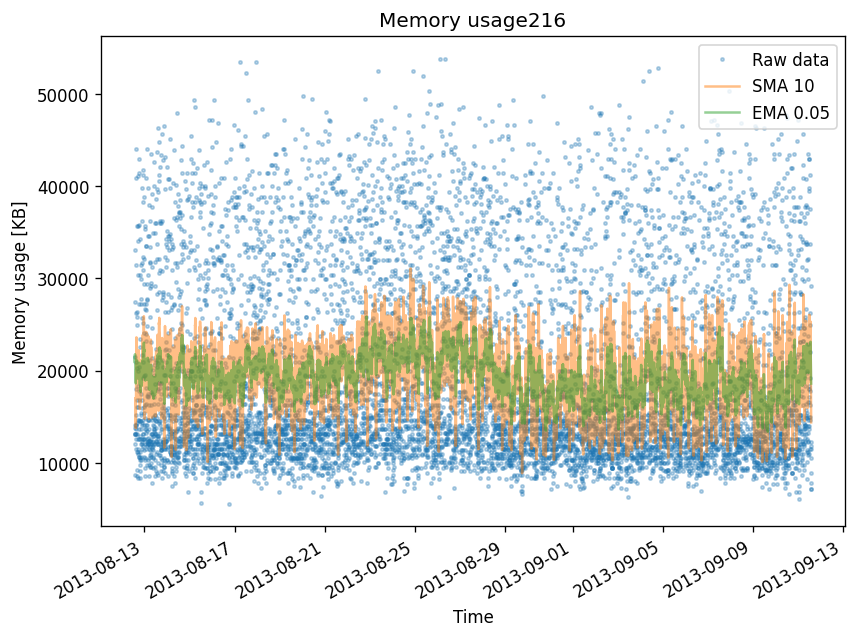 Memory usage216
Raw data
SMA 10
EMA 0.05
Memory usage [KB]
50000
40000
30000
20000
10000
2013-08-13
2013-08-17
2013-08-21
2013-08-25
2013-08-29
2013-09-01
2013-09-05
2013-09-09
2013-09-13
Time